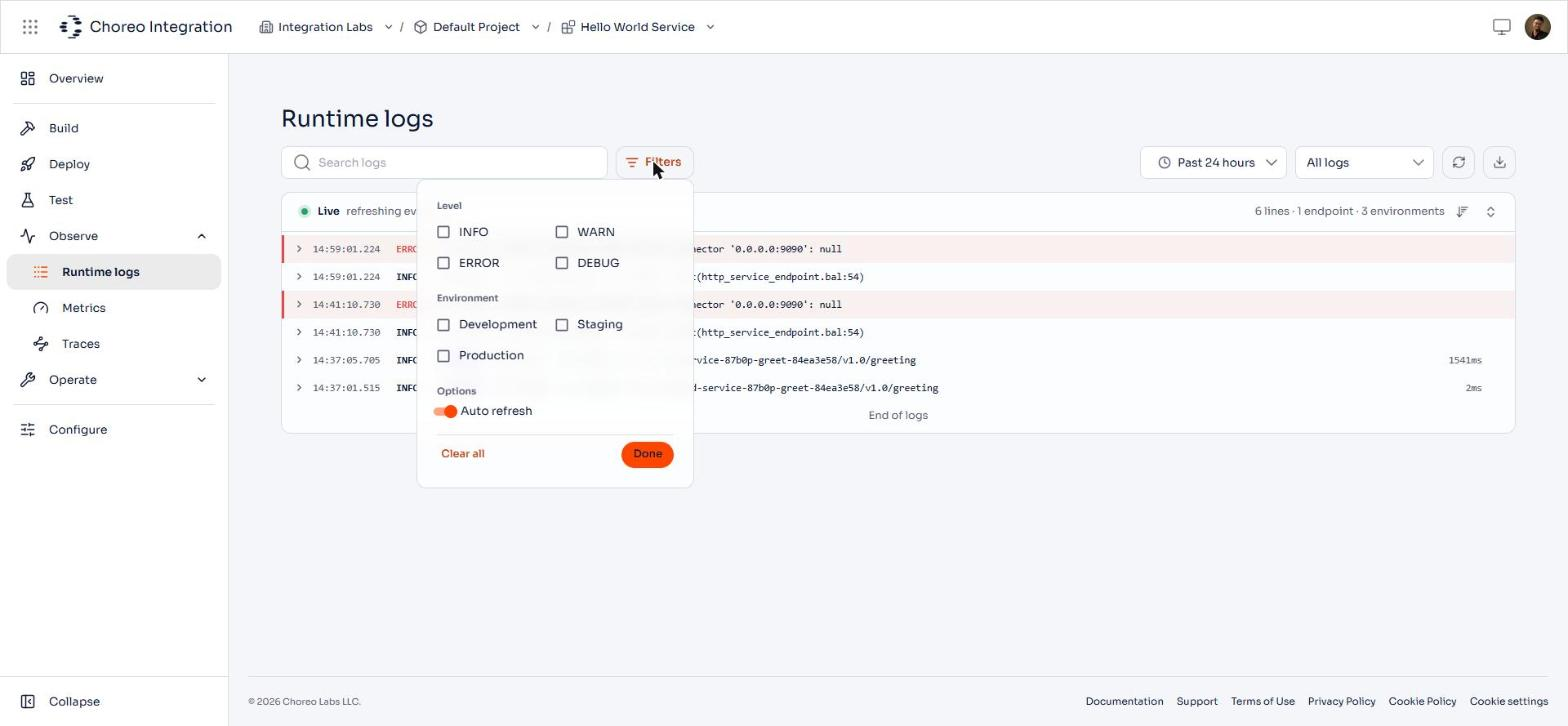 Choreo Integration
Integration Labs / Default Project / Hello World Service
Overview
Build
Deploy
Test
Observe
Runtime logs
Metrics
Traces
Operate
Configure
Collapse
Runtime logs
Search logs
Filters
Past 24 hours
All logs
Live refreshing
6 lines · 1 endpoint · 3 environments
14:59:01.224 '0.0.0.0:9090': null
14:59:01.224 INFO (http_service_endpoint.bal:54)
14:41:10.730 '0.0.0.0:9090': null
14:41:10.730 INFO (http_service_endpoint.bal:54)
14:37:05.705 INFO rvice-87b0p-greet-84ea3e58/v1.0/greeting 1541ms
14:37:01.515 INFO d-service-87b0p-greet-84ea3e58/v1.0/greeting 2ms
End of logs
Level
INFO WARN
ERROR DEBUG
Environment
Development Staging
Production
Options
Auto refresh
Clear all Done
© 2026 Choreo Labs LLC.
Documentation Support Terms of Use Privacy Policy Cookie Policy Cookie settings